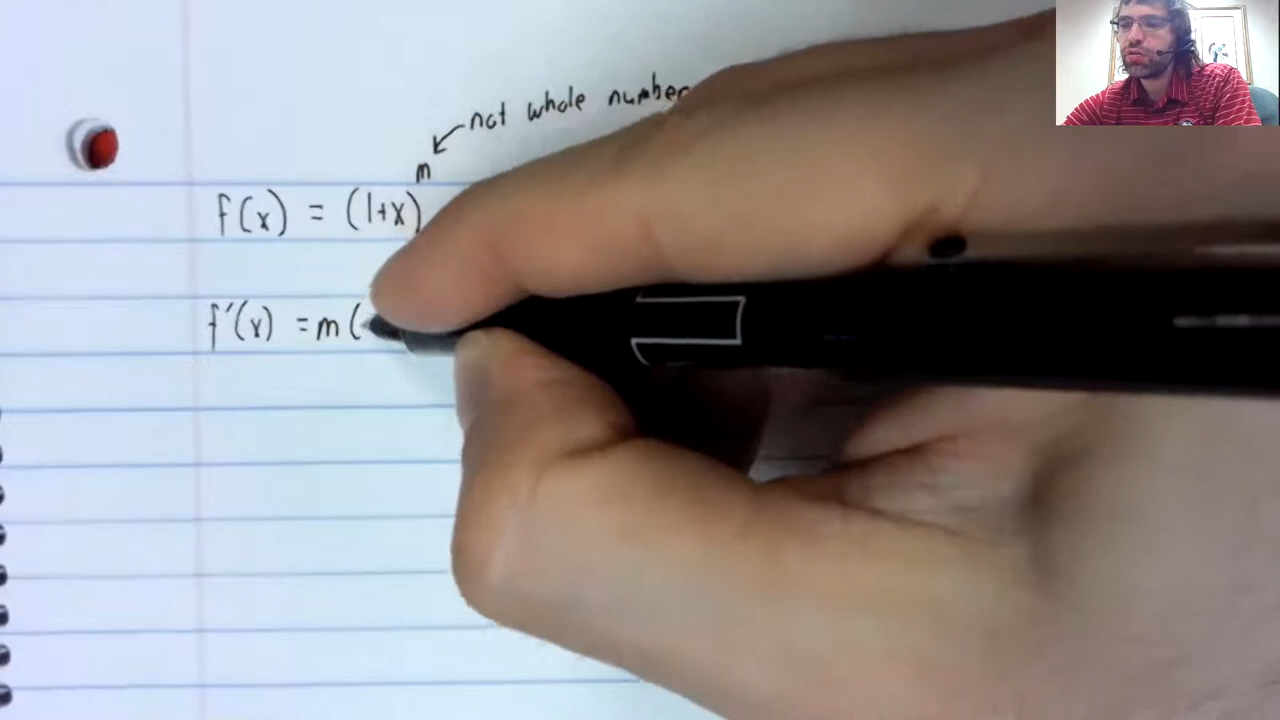 not whole number
m
f(x) = (1+x)
f'(x) = m (